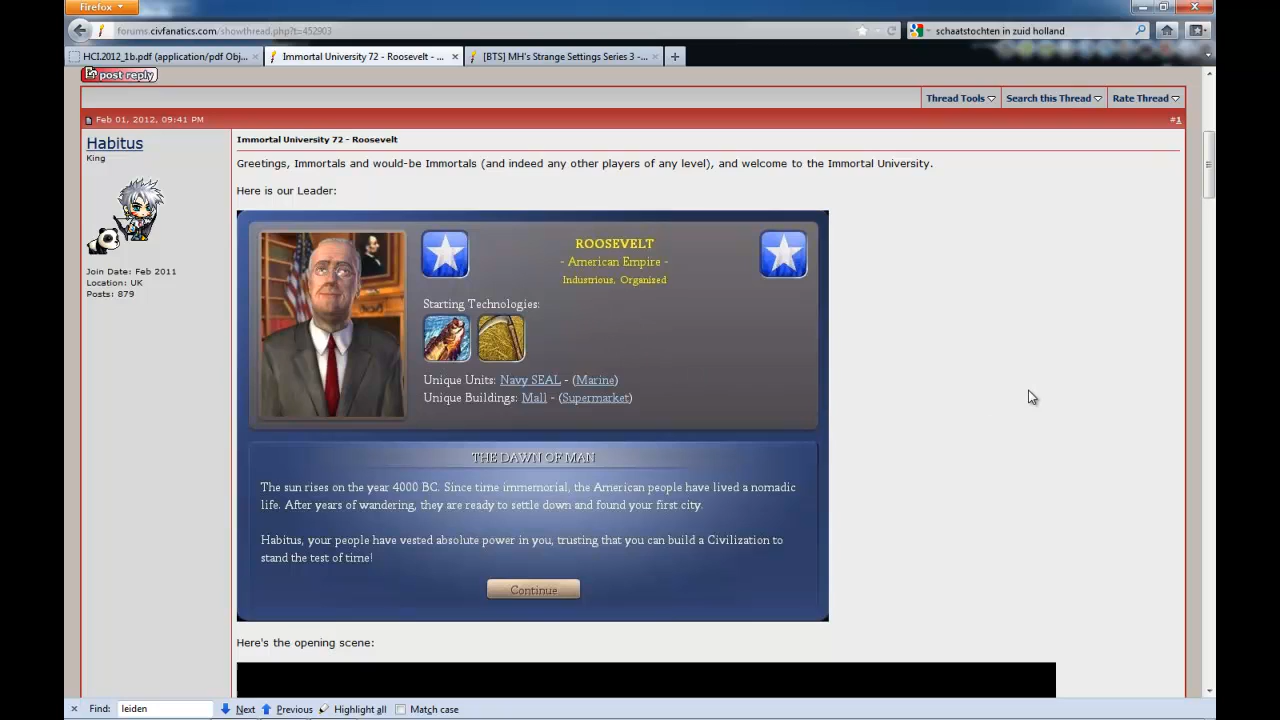 Firefox
forums.civfanatics.com/showthread.php?t=452903
schaatstochten in zuid holland
HCI.2012_1b.pdf (application/pdf Obj...
Immortal University 72 - Roosevelt - ...
[BTS] MH's Strange Settings Series 3 -...
post reply
Thread Tools
Search this Thread
Rate Thread
Feb 01, 2012, 09:41 PM
#1
Habitus
King
Join Date: Feb 2011
Location: UK
Posts: 879
Immortal University 72 - Roosevelt
Greetings, Immortals and would-be Immortals (and indeed any other players of any level), and welcome to the Immortal University.
Here is our Leader:
ROOSEVELT
- American Empire -
Industrious, Organized
Starting Technologies:
Unique Units: Navy SEAL - (Marine)
Unique Buildings: Mall - (Supermarket)
THE DAWN OF MAN
The sun rises on the year 4000 BC. Since time immemorial, the American people have lived a nomadic
life. After years of wandering, they are ready to settle down and found your first city.
Habitus, your people have vested absolute power in you, trusting that you can build a Civilization to
stand the test of time!
Continue
Here's the opening scene:
Find: leiden
Next
Previous
Highlight all
Match case